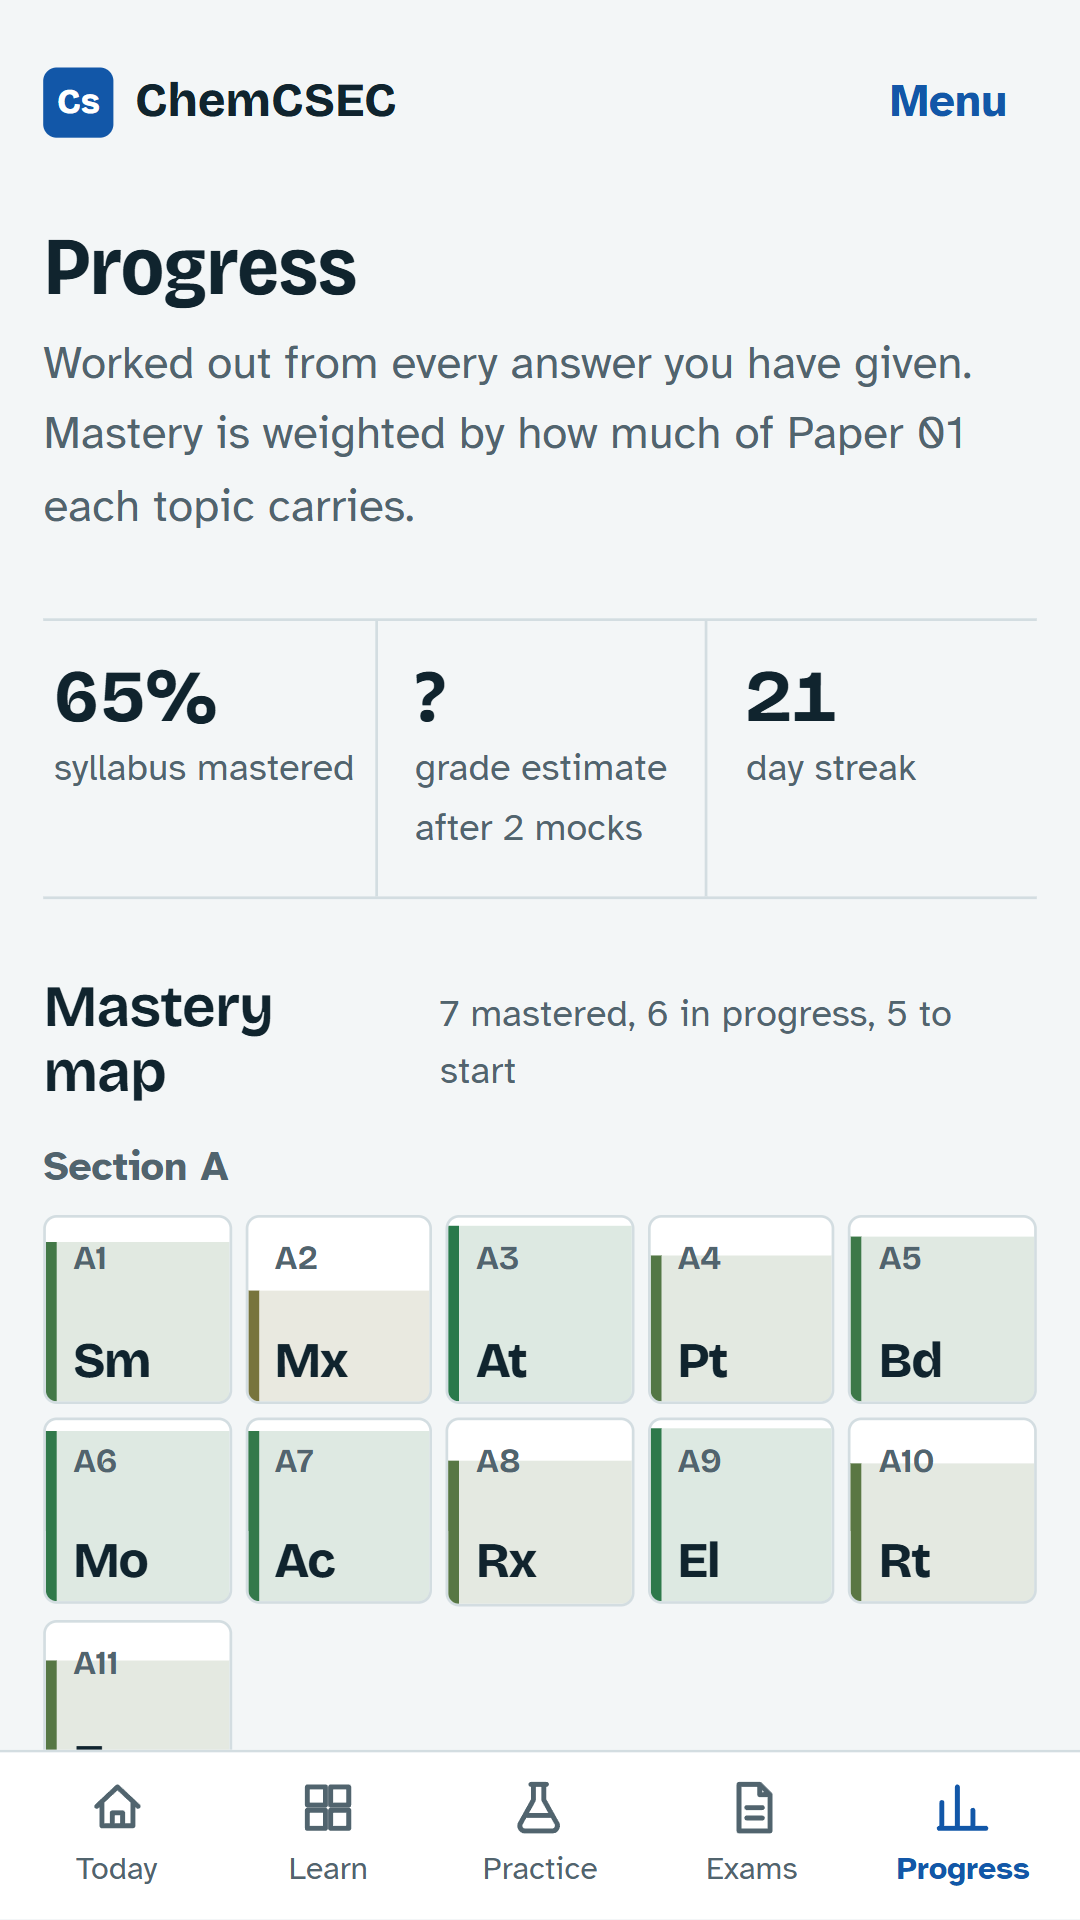 Cs ChemCSEC Menu
Progress
Worked out from every answer you have given.
Mastery is weighted by how much of Paper 01
each topic carries.
65% ? 21
syllabus mastered grade estimate day streak
after 2 mocks
Mastery map
7 mastered, 6 in progress, 5 to start
Section A
A1 A2 A3 A4 A5
Sm Mx At Pt Bd
A6 A7 A8 A9 A10
Mo Ac Rx El Rt
A11
Today Learn Practice Exams Progress